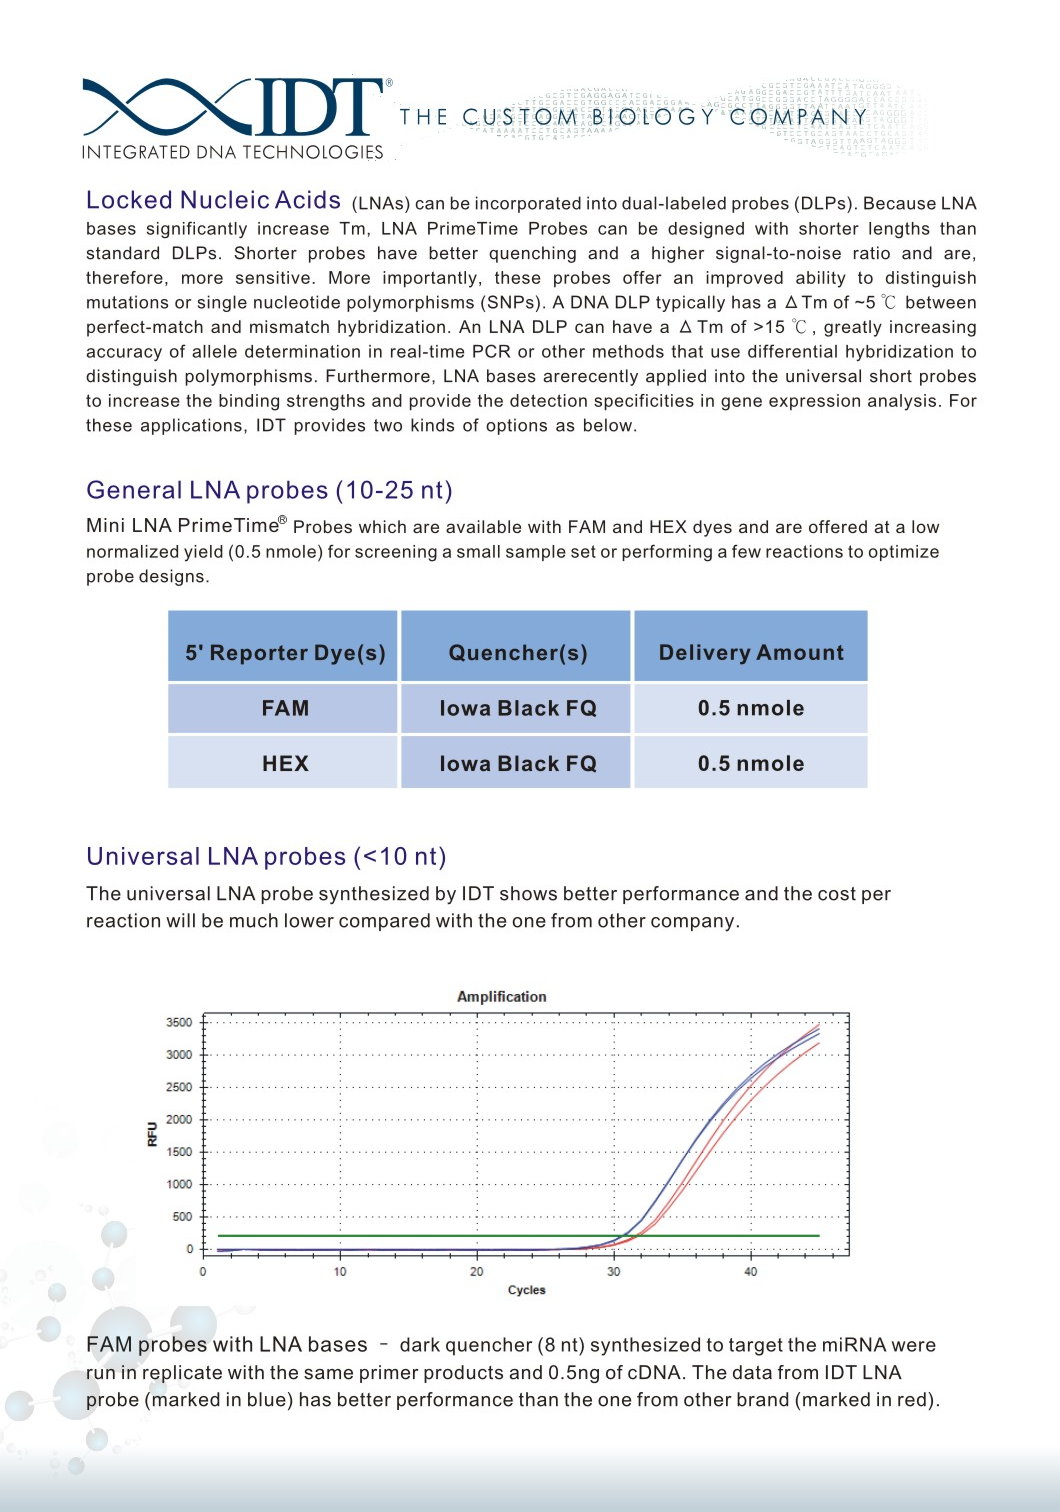 IDT®
INTEGRATED DNA TECHNOLOGIES
THE CUSTOM BIOLOGY COMPANY
Locked Nucleic Acids (LNAs) can be incorporated into dual-labeled probes (DLPs). Because LNA
bases significantly increase Tm, LNA PrimeTime Probes can be designed with shorter lengths than
standard DLPs. Shorter probes have better quenching and a higher signal-to-noise ratio and are,
therefore, more sensitive. More importantly, these probes offer an improved ability to distinguish
mutations or single nucleotide polymorphisms (SNPs). A DNA DLP typically has a ΔTm of ~5 ℃ between
perfect-match and mismatch hybridization. An LNA DLP can have a ΔTm of >15 ℃, greatly increasing
accuracy of allele determination in real-time PCR or other methods that use differential hybridization to
distinguish polymorphisms. Furthermore, LNA bases arerecently applied into the universal short probes
to increase the binding strengths and provide the detection specificities in gene expression analysis. For
these applications, IDT provides two kinds of options as below.
General LNA probes (10-25 nt)
Mini LNA PrimeTime® Probes which are available with FAM and HEX dyes and are offered at a low
normalized yield (0.5 nmole) for screening a small sample set or performing a few reactions to optimize
probe designs.
5' Reporter Dye(s) Quencher(s) Delivery Amount
FAM Iowa Black FQ 0.5 nmole
HEX Iowa Black FQ 0.5 nmole
Universal LNA probes (<10 nt)
The universal LNA probe synthesized by IDT shows better performance and the cost per
reaction will be much lower compared with the one from other company.
Amplification
3500
3000
2500
2000
RFU
1500
1000
500
0
0 10 20 30 40
Cycles
FAM probes with LNA bases – dark quencher (8 nt) synthesized to target the miRNA were
run in replicate with the same primer products and 0.5ng of cDNA. The data from IDT LNA
probe (marked in blue) has better performance than the one from other brand (marked in red).